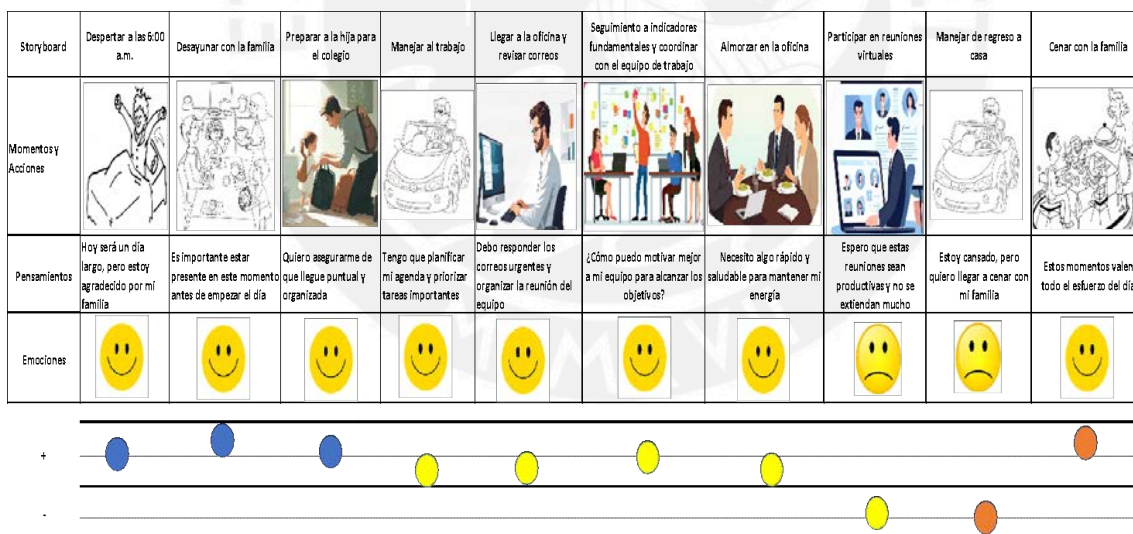 Storyboard
Despertar a las 6:00
a.m.
Desayunar con la familia
Preparar a la hija para
el colegio
Manejar al trabajo
Llegar a la oficina y
revisar correos
Seguimiento a indicadores
fundamentales y coordinar
con el equipo de trabajo
Almorzar en la oficina
Participar en reuniones
virtuales
Manejar de regreso a
casa
Cenar con la familia
Momentos y
Acciones
Pensamientos
Hoy será un día
largo, pero estoy
agradecido por mi
familia
Es importante estar
presente en este momento
antes de empezar el día
Quiero asegurarme de
que llegue puntual y
organizada
Tengo que planificar
mi agenda y priorizar
tareas importantes
Debo responder los
correos urgentes y
organizar la reunión del
equipo
¿Cómo puedo motivar mejor
a mi equipo para alcanzar los
objetivos?
Necesito algo rápido y
saludable para mantener mi
energía
Espero que estas
reuniones sean
productivas y no se
extiendan mucho
Estoy cansado, pero
quiero llegar a cenar con
mi familia
Estos momentos valen
todo el esfuerzo del día
Emociones
+
-